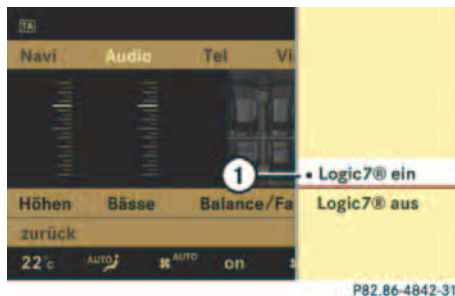 TA
Navi Audio Tel Vi
1
• Logic7® ein
Höhen Bässe Balance/Fa
Logic7® aus
zurück
22°c AUTO AUTO on
P82.86-4842-31